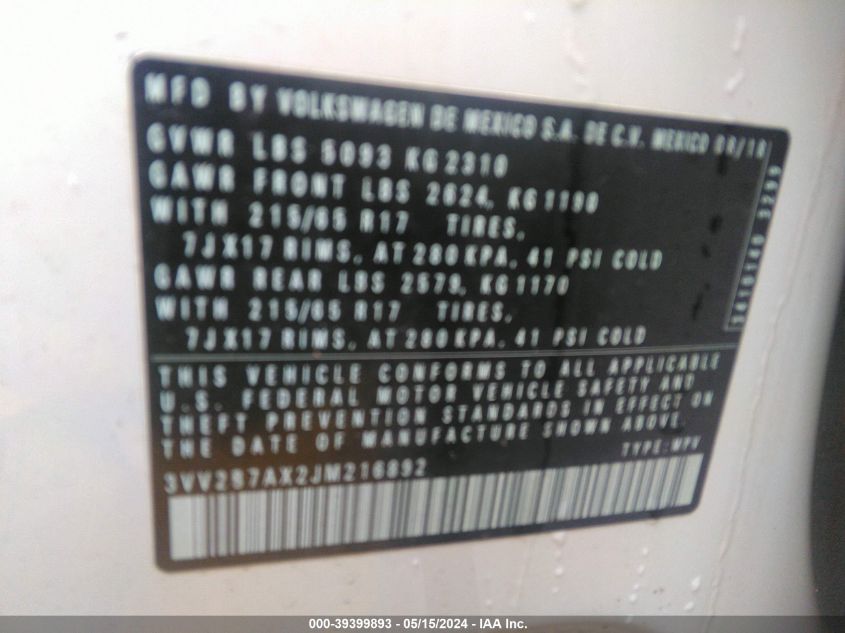 MFD BY VOLKSWAGEN DE MEXICO S.A. DE C.V. MEXICO 08/18
GVWR LBS 5093 KG 2310
GAWR FRONT LBS 2624, KG 1190
WITH 215/65 R17 TIRES,
7JX17 RIMS, AT 280 KPA, 41 PSI COLD
GAWR REAR LBS 2579, KG 1170
WITH 215/65 R17 TIRES,
7JX17 RIMS, AT 280 KPA, 41 PSI COLD
THIS VEHICLE CONFORMS TO ALL APPLICABLE
U.S. FEDERAL MOTOR VEHICLE SAFETY AND
THEFT PREVENTION STANDARDS IN EFFECT ON
THE DATE OF MANUFACTURE SHOWN ABOVE.
TYPE: MPV
000-39399893 - 05/15/2024 - IAA Inc.